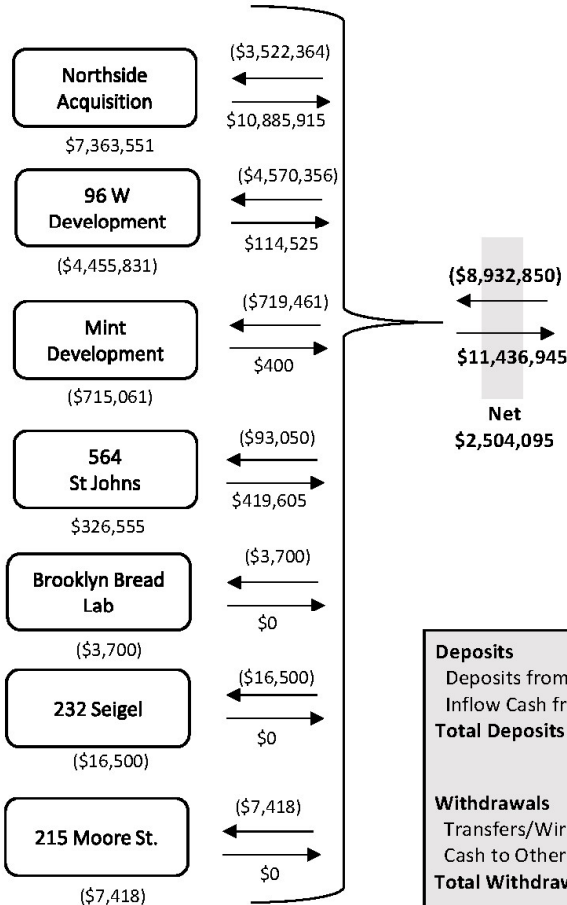 ($3,522,364)
Northside
Acquisition
$10,885,915
$7,363,551
($4,570,356)
96 W
Development
$114,525
($4,455,831)
($719,461)
Mint
Development
$400
($715,061)
($93,050)
564
St Johns
$419,605
$326,555
($3,700)
Brooklyn Bread
Lab
$0
($3,700)
($16,500)
232 Seigel
$0
($16,500)
($7,418)
215 Moore St.
$0
($7,418)
($8,932,850)
$11,436,945
Net
$2,504,095
Deposits
Deposits from
Inflow Cash fr
Total Deposits
Withdrawals
Transfers/Wir
Cash to Other
Total Withdraw